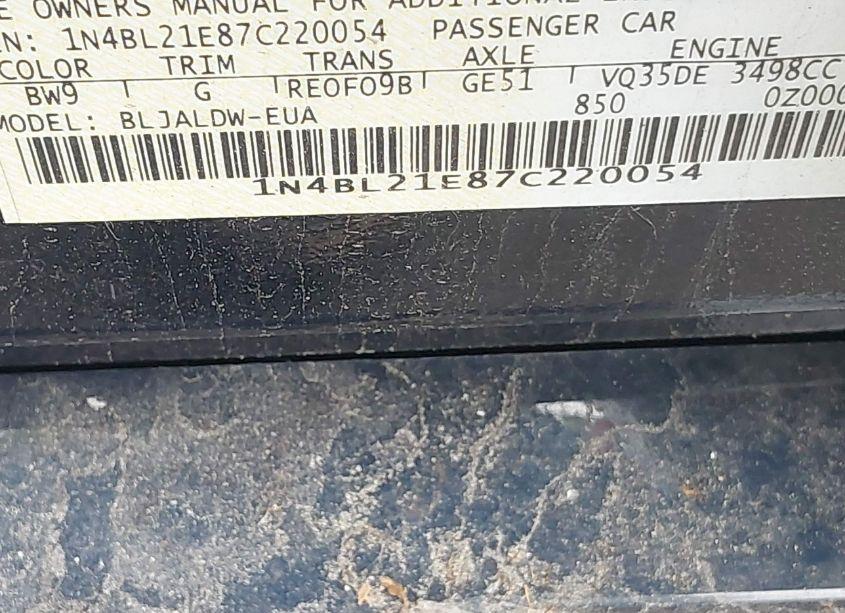 OWNERS MANUAL FOR
N: 1N4BL21E87C220054 PASSENGER CAR
COLOR TRIM TRANS AXLE ENGINE
BW9 G RE0F09B GE51 VQ35DE 3498CC
850 0Z000
MODEL: BLJALDW-EUA
1N4BL21E87C220054